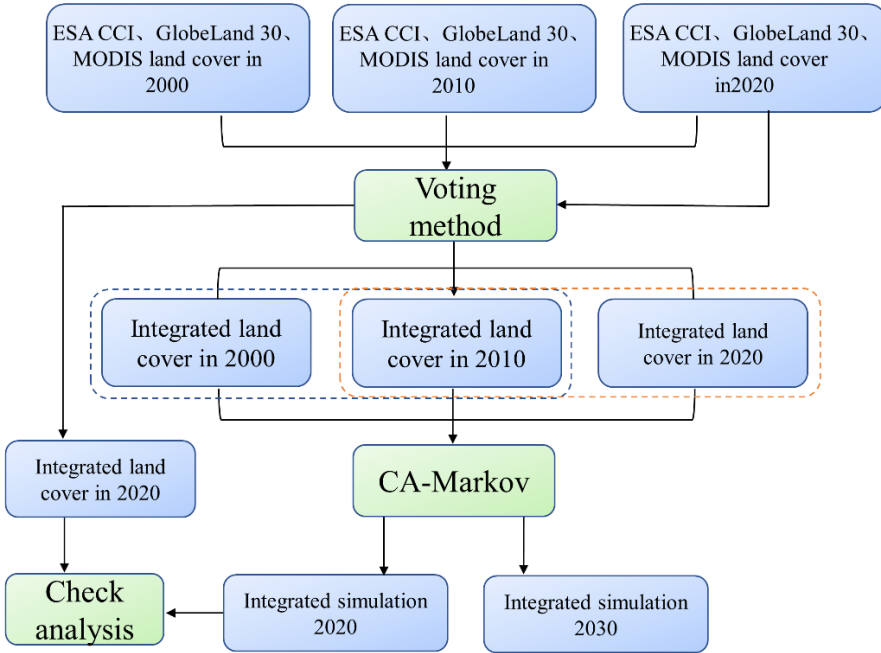 ESA CCI、GlobeLand 30、
MODIS land cover in
2000
ESA CCI、GlobeLand 30、
MODIS land cover in
2010
ESA CCI、GlobeLand 30、
MODIS land cover
in2020
Voting
method
Integrated land
cover in 2000
Integrated land
cover in 2010
Integrated land
cover in 2020
Integrated land
cover in 2020
CA-Markov
Check
analysis
Integrated simulation
2020
Integrated simulation
2030